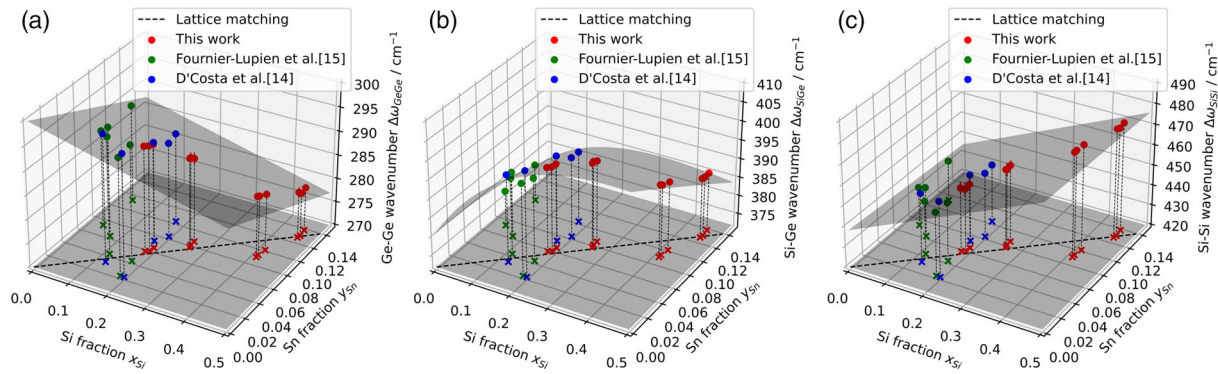 (a)
Lattice matching
This work
Fournier-Lupien et al.[15]
D'Costa et al.[14]
300
295
290
285
280
275
270
Ge-Ge wavenumber Δω_GeGe / cm⁻¹
0.0
0.1
0.2
0.3
0.4
0.5
Si fraction x_Si
0.00
0.02
0.04
0.06
0.08
0.10
0.12
0.14
Sn fraction y_Sn
(b)
Lattice matching
This work
Fournier-Lupien et al.[15]
D'Costa et al.[14]
410
405
400
395
390
385
380
375
Si-Ge wavenumber Δω_SiGe / cm⁻¹
0.0
0.1
0.2
0.3
0.4
0.5
Si fraction x_Si
0.00
0.02
0.04
0.06
0.08
0.10
0.12
0.14
Sn fraction y_Sn
(c)
Lattice matching
This work
Fournier-Lupien et al.[15]
D'Costa et al.[14]
490
480
470
460
450
440
430
420
Si-Si wavenumber Δω_SiSi / cm⁻¹
0.0
0.1
0.2
0.3
0.4
0.5
Si fraction x_Si
0.00
0.02
0.04
0.06
0.08
0.10
0.12
0.14
Sn fraction y_Sn